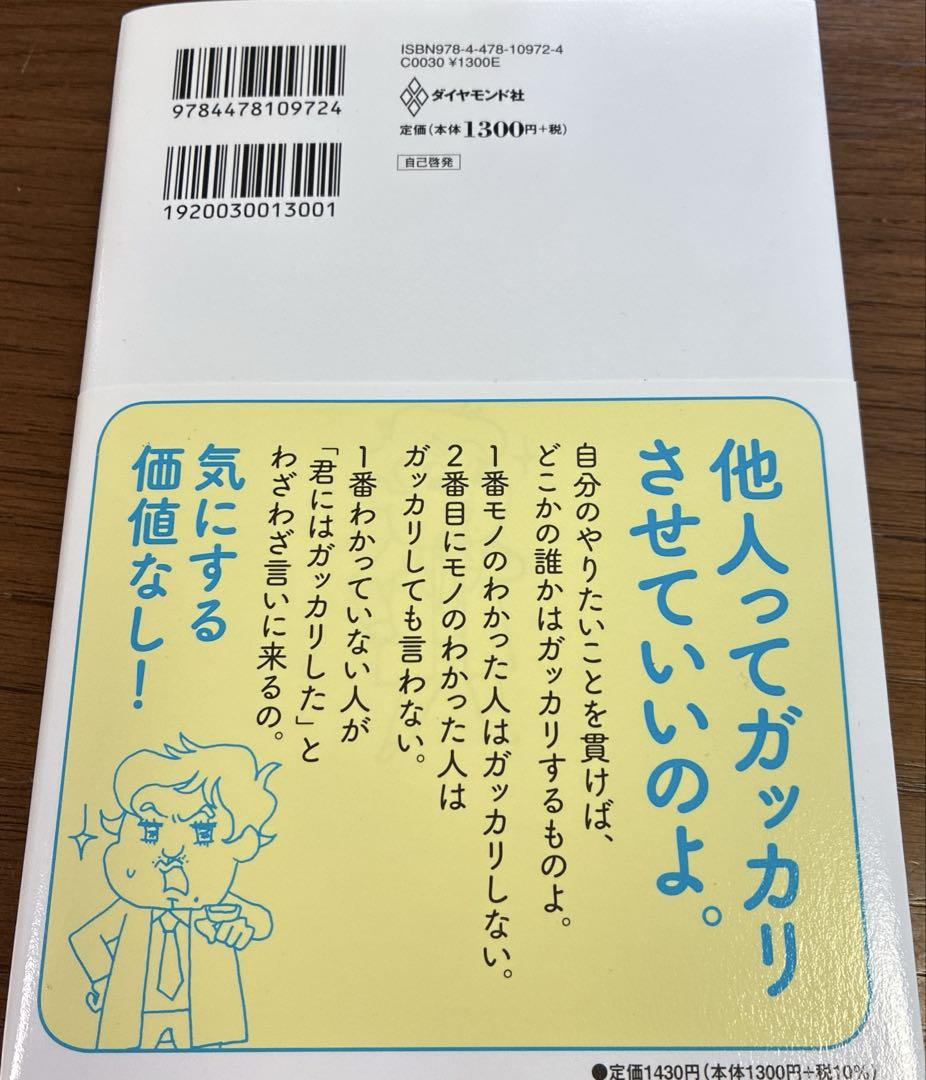 ISBN978-4-478-10972-4
C0030 ¥1300E
9784478109724
ダイヤモンド社
定価(本体1300円+税)
自己啓発
1920030013001
他人ってガッカリ
させていいのよ。
自分のやりたいことを貫けば、
どこかの誰かはガッカリするものよ。
1番モノのわかった人はガッカリしない。
2番目にモノのわかった人は
ガッカリしても言わない。
1番わかっていない人が
「君にはガッカリした」と
わざわざ言いに来るの。
気にする
価値なし!
●定価1430円(本体1300円+税10%)